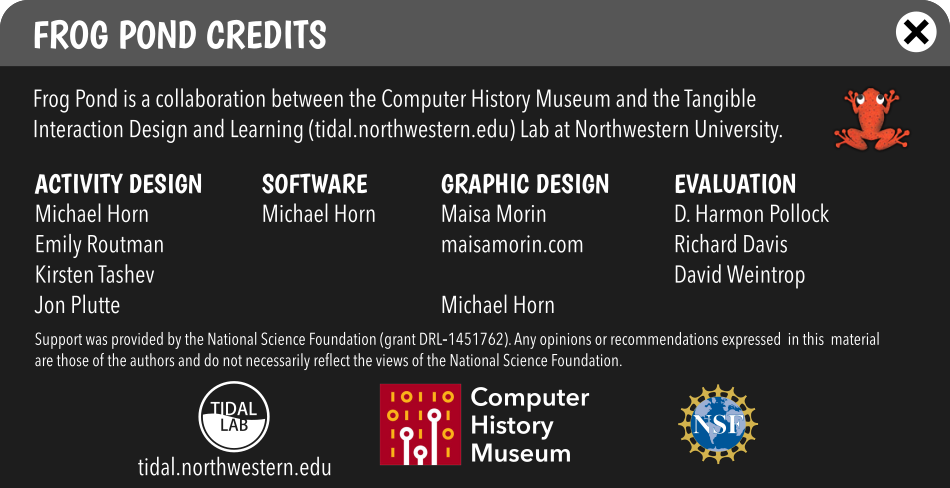 FROG POND CREDITS
Frog Pond is a collaboration between the Computer History Museum and the Tangible
Interaction Design and Learning (tidal.northwestern.edu) Lab at Northwestern University.
ACTIVITY DESIGN
Michael Horn
Emily Routman
Kirsten Tashev
Jon Plutte
SOFTWARE
Michael Horn
GRAPHIC DESIGN
Maisa Morin
maisamorin.com
Michael Horn
EVALUATION
D. Harmon Pollock
Richard Davis
David Weintrop
Support was provided by the National Science Foundation (grant DRL-1451762). Any opinions or recommendations expressed in this material
are those of the authors and do not necessarily reflect the views of the National Science Foundation.
TIDAL
LAB
tidal.northwestern.edu
Computer
History
Museum
NSF